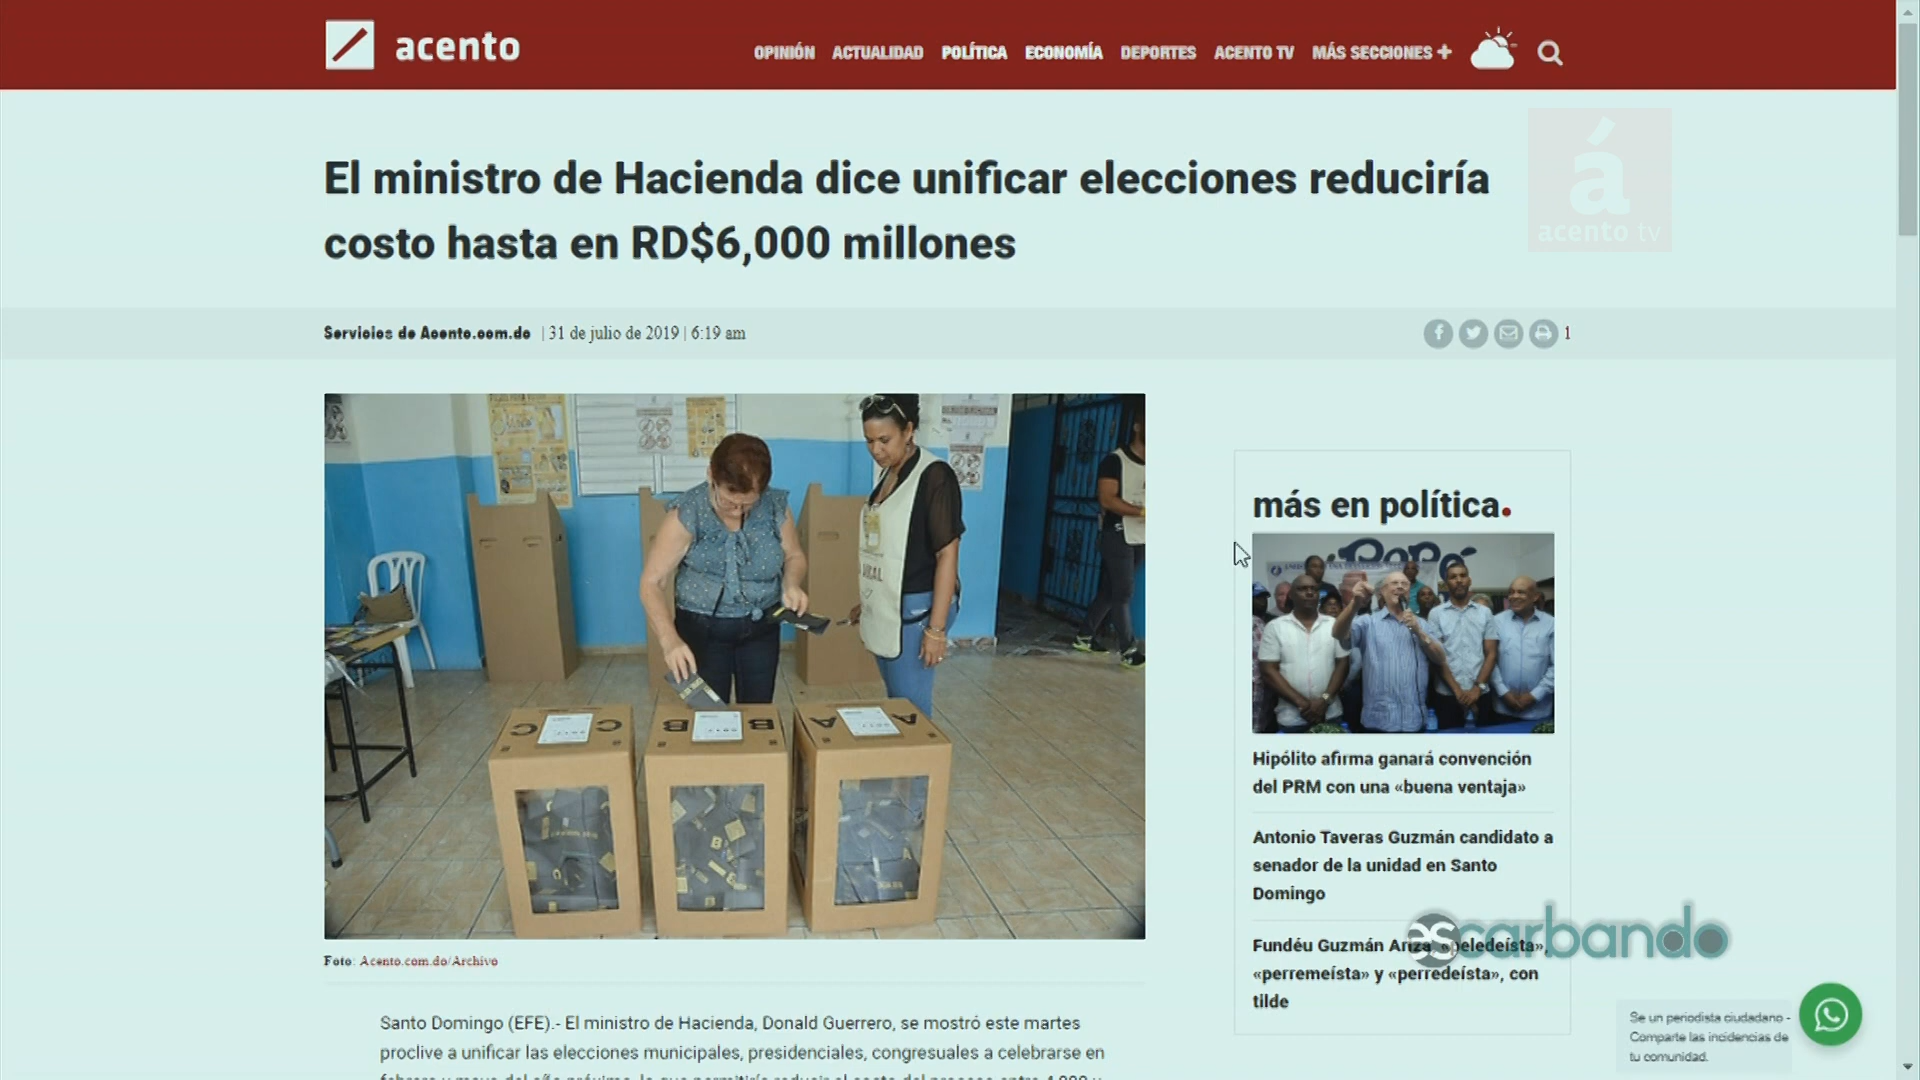 acento
OPINIÓN ACTUALIDAD POLÍTICA ECONOMÍA DEPORTES ACENTO TV MÁS SECCIONES +
á
acento tv
El ministro de Hacienda dice unificar elecciones reduciría
costo hasta en RD$6,000 millones
Servicios de Acento.com.do | 31 de julio de 2019 | 6:19 am
1
C C
B B
A A
Foto: Acento.com.do/Archivo
Santo Domingo (EFE).- El ministro de Hacienda, Donald Guerrero, se mostró este martes
proclive a unificar las elecciones municipales, presidenciales, congresuales a celebrarse en
más en política.
Hipólito afirma ganará convención
del PRM con una «buena ventaja»
Antonio Taveras Guzmán candidato a
senador de la unidad en Santo
Domingo
Fundéu Guzmán Ariza, «peledeísta»,
«perremeísta» y «perredeísta», con
tilde
escarbando
Se un periodista ciudadano -
Comparte las incidencias de
tu comunidad.